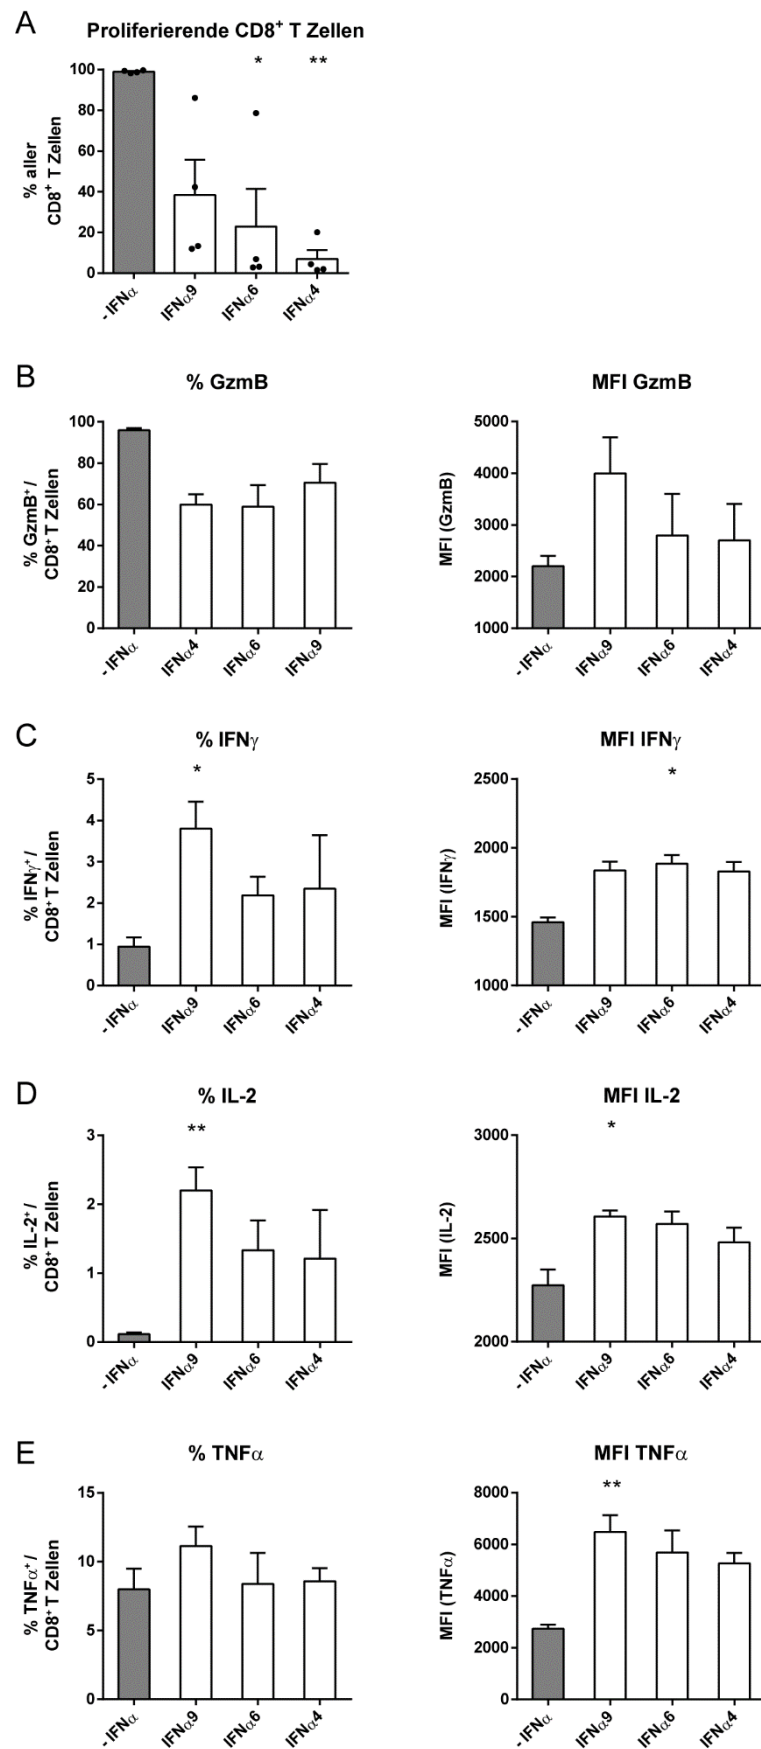 A
Proliferierende CD8⁺ T Zellen
* **
% aller
CD8⁺ T Zellen
100
80
60
40
20
0
- IFNα IFNα9 IFNα6 IFNα4
B
% GzmB
% GzmB⁺/
CD8⁺ T Zellen
100
80
60
40
20
0
- IFNα IFNα4 IFNα6 IFNα9
MFI GzmB
MFI (GzmB)
5000
4000
3000
2000
1000
- IFNα IFNα9 IFNα6 IFNα4
C
% IFNγ
*
% IFNγ⁺/
CD8⁺ T Zellen
5
4
3
2
1
0
- IFNα IFNα9 IFNα6 IFNα4
MFI IFNγ
*
MFI (IFNγ)
2500
2000
1500
1000
- IFNα IFNα9 IFNα6 IFNα4
D
% IL-2
**
% IL-2⁺/
CD8⁺ T Zellen
3
2
1
0
- IFNα IFNα9 IFNα6 IFNα4
MFI IL-2
*
MFI (IL-2)
3000
2500
2000
- IFNα IFNα9 IFNα6 IFNα4
E
% TNFα
% TNFα⁺/
CD8⁺ T Zellen
15
10
5
0
- IFNα IFNα9 IFNα6 IFNα4
MFI TNFα
**
MFI (TNFα)
8000
6000
4000
2000
0
- IFNα IFNα9 IFNα6 IFNα4